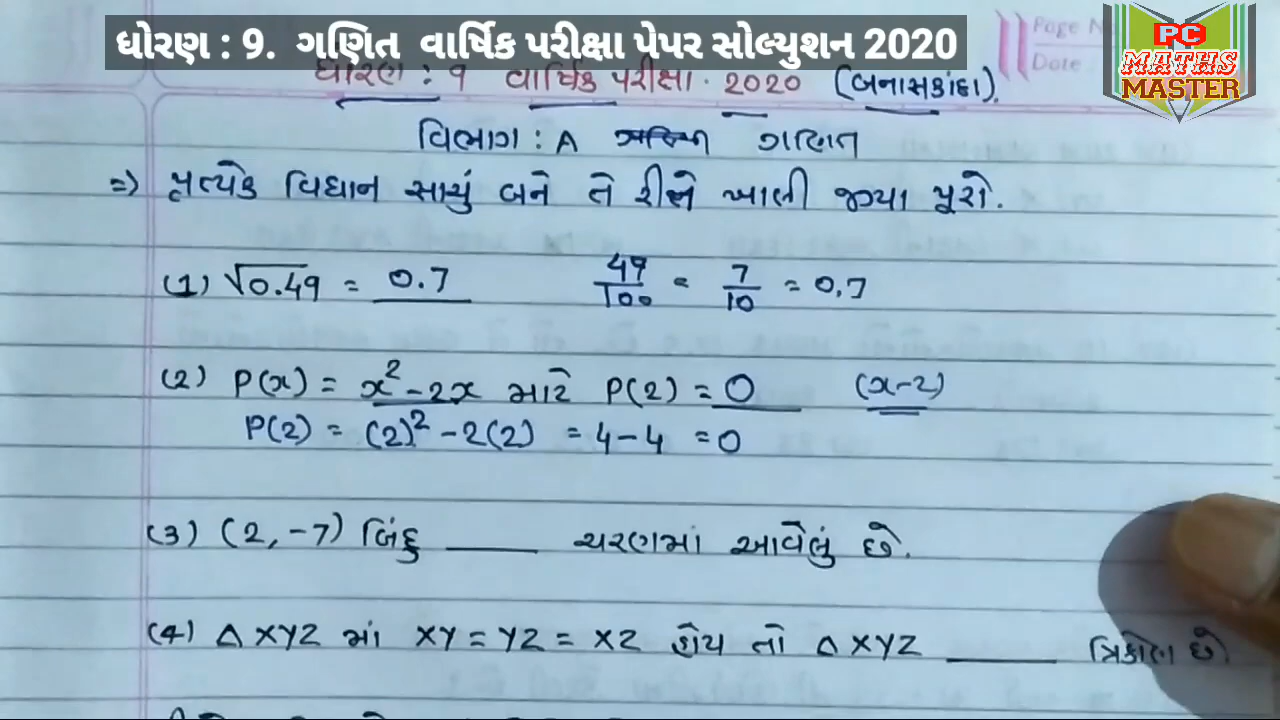 ધોરણ : 9. ગણિત વાર્ષિક પરીક્ષા પેપર સોલ્યુશન 2020
PC
MATHS
MASTER
Page No
Date
ધોરણ : ૧ વાર્ષિક પરીક્ષા. 2020 (બનાસકાંઠા).
વિભાગ : A ગણિત
=) પ્રત્યેક વિધાન સાચું બને તે રીતે ખાલી જગ્યા પૂરો.
(1) √0.49 = 0.7 49/100 = 7/10 = 0.7
(2) P(x) = x² - 2x માટે P(2) = 0 (x-2)
P(2) = (2)² - 2(2) = 4 - 4 = 0
(3) (2, -7) બિંદુ ____ ચરણમાં આવેલું છે.
(4) Δ XYZ માં XY = YZ = XZ હોય તો Δ XYZ ____ ત્રિકોણ છે